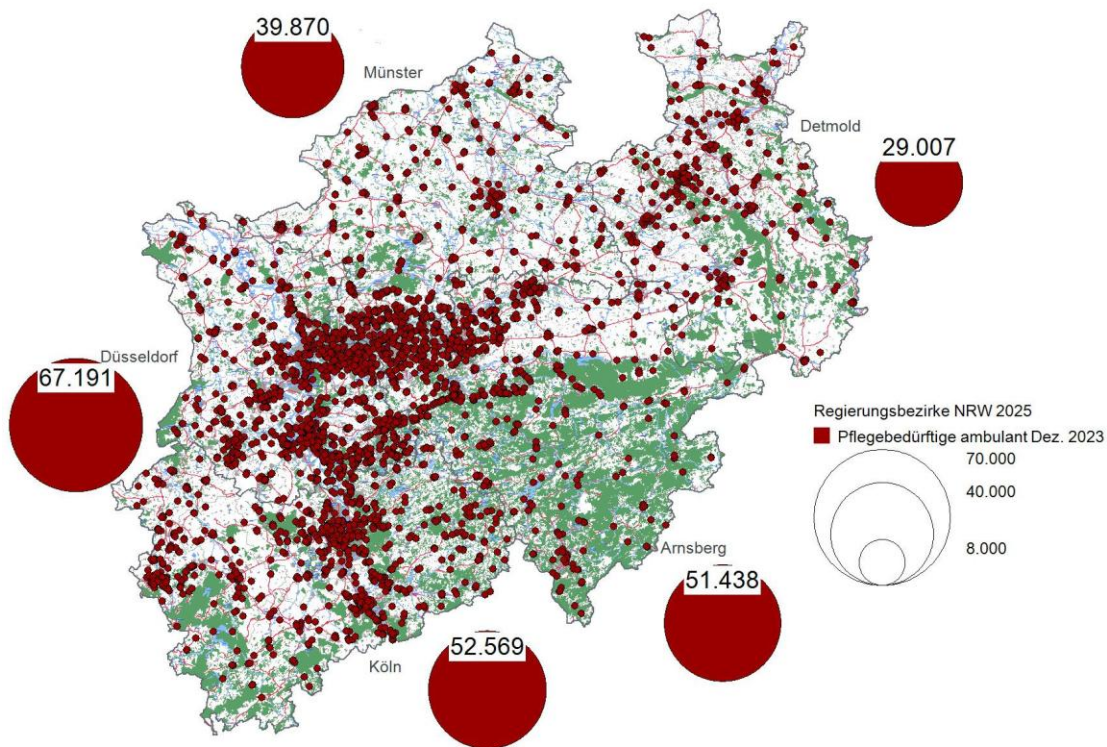 39.870
Münster
Detmold
29.007
Düsseldorf
67.191
Regierungsbezirke NRW 2025
Pflegebedürftige ambulant Dez. 2023
70.000
40.000
8.000
Arnsberg
51.438
52.569
Köln